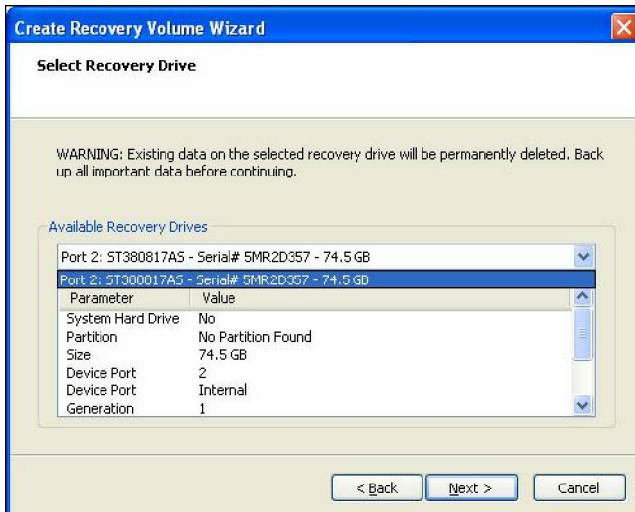 Create Recovery Volume Wizard
Select Recovery Drive
WARNING: Existing data on the selected recovery drive will be permanently deleted. Back
up all important data before continuing.
Available Recovery Drives
Port 2: ST380817AS - Serial# 5MR2D357 - 74.5 GB
Port 2: ST380817AS - Serial# 5MR2D357 - 74.5 GB
Parameter Value
System Hard Drive No
Partition No Partition Found
Size 74.5 GB
Device Port 2
Device Port Internal
Generation 1
< Back Next > Cancel